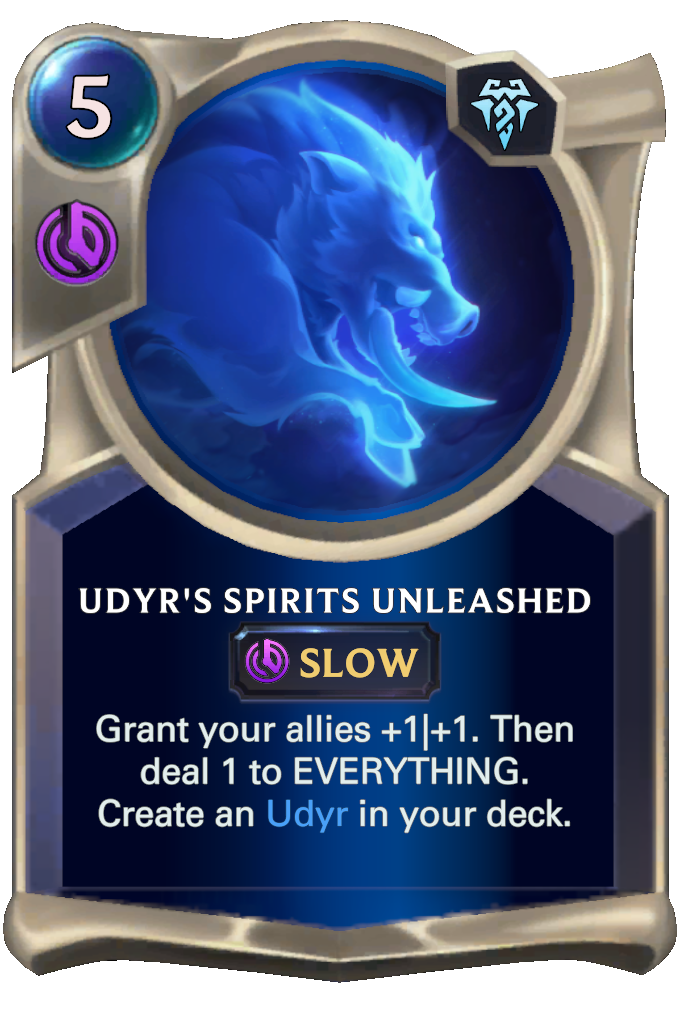 5
UDYR'S SPIRITS UNLEASHED
SLOW
Grant your allies +1|+1. Then
deal 1 to EVERYTHING.
Create an Udyr in your deck.